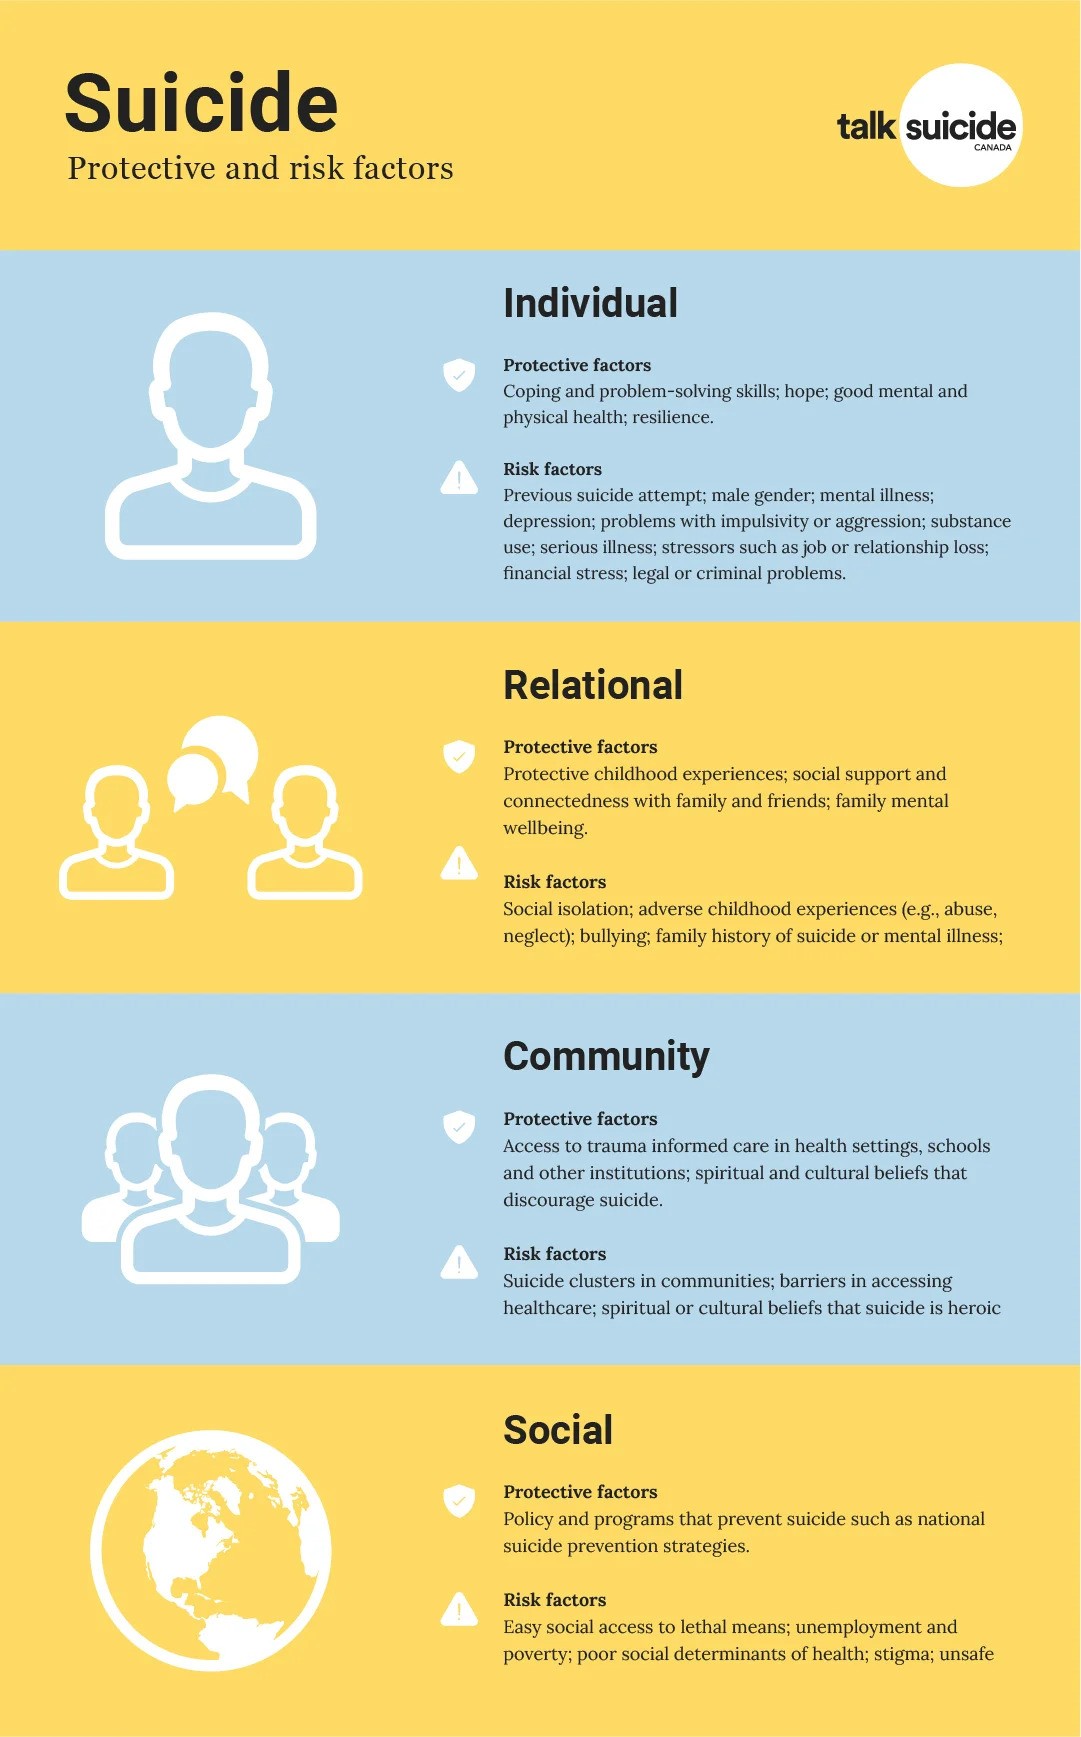 Suicide
Protective and risk factors
talk suicide
CANADA
Individual
Protective factors
Coping and problem-solving skills; hope; good mental and
physical health; resilience.
Risk factors
Previous suicide attempt; male gender; mental illness;
depression; problems with impulsivity or aggression; substance
use; serious illness; stressors such as job or relationship loss;
financial stress; legal or criminal problems.
Relational
Protective factors
Protective childhood experiences; social support and
connectedness with family and friends; family mental
wellbeing.
Risk factors
Social isolation; adverse childhood experiences (e.g., abuse,
neglect); bullying; family history of suicide or mental illness;
Community
Protective factors
Access to trauma informed care in health settings, schools
and other institutions; spiritual and cultural beliefs that
discourage suicide.
Risk factors
Suicide clusters in communities; barriers in accessing
healthcare; spiritual or cultural beliefs that suicide is heroic
Social
Protective factors
Policy and programs that prevent suicide such as national
suicide prevention strategies.
Risk factors
Easy social access to lethal means; unemployment and
poverty; poor social determinants of health; stigma; unsafe